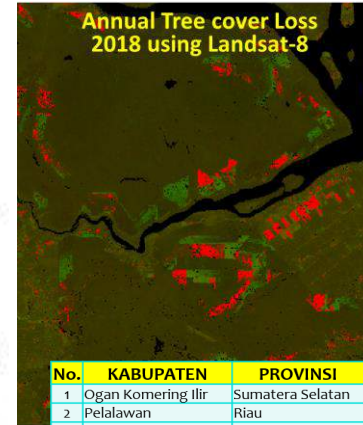 Annual Tree cover Loss
2018 using Landsat-8
No. KABUPATEN PROVINSI
1 Ogan Komering Ilir Sumatera Selatan
2 Pelalawan Riau